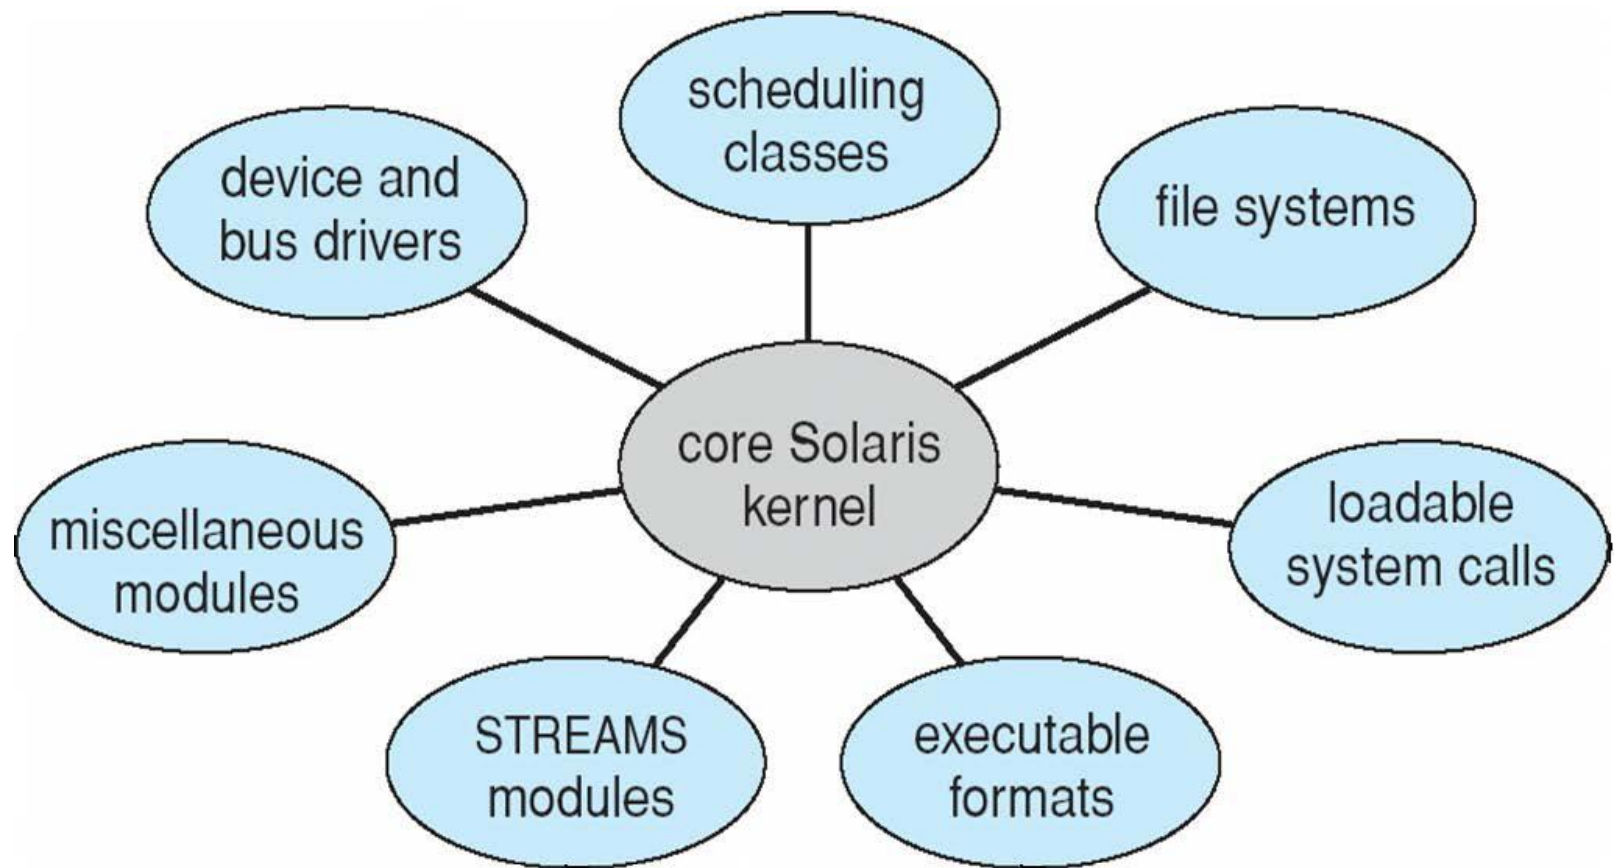 scheduling
classes
device and
bus drivers
file systems
core Solaris
kernel
miscellaneous
modules
loadable
system calls
STREAMS
modules
executable
formats